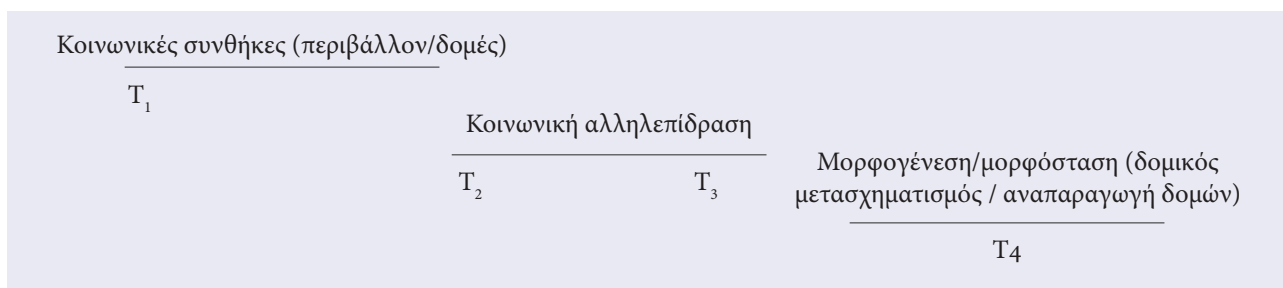 Κοινωνικές συνθήκες (περιβάλλον/δομές)
T₁
Κοινωνική αλληλεπίδραση
T₂ T₃
Μορφογένεση/μορφόσταση (δομικός
μετασχηματισμός / αναπαραγωγή δομών)
T4